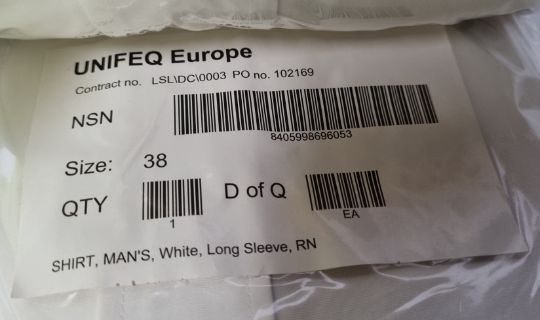 UNIFEQ Europe
Contract no. LSL\DC\0003 PO no. 102169
NSN
8405998696053
Size: 38
QTY D of Q
1 EA
SHIRT, MAN'S, White, Long Sleeve, RN